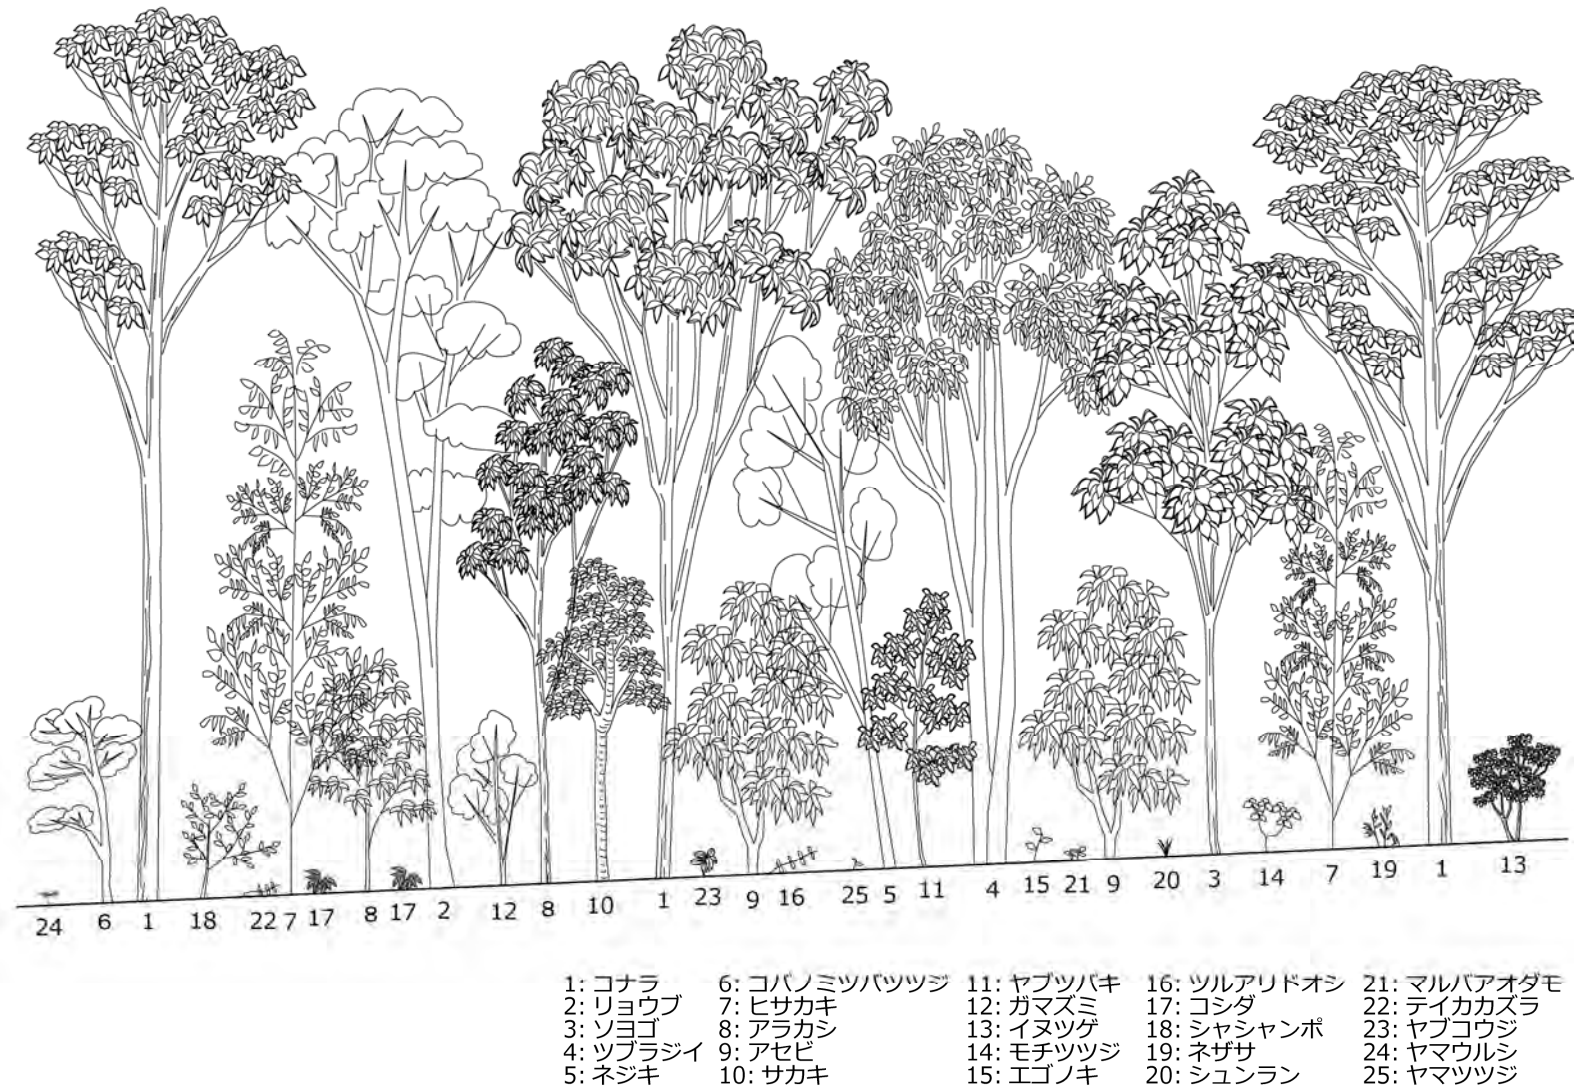 24 6 1 18 22 7 17 8 17 2 12 8 10 1 23 9 16 25 5 11 4 15 21 9 20 3 14 7 19 1 13
1: コナラ 6: コバノミツバツツジ 11: ヤブツバキ 16: ツルアリドオシ 21: マルバアオダモ
2: リョウブ 7: ヒサカキ 12: ガマズミ 17: コシダ 22: テイカカズラ
3: ソヨゴ 8: アラカシ 13: イヌツゲ 18: シャシャンポ 23: ヤブコウジ
4: ツブラジイ 9: アセビ 14: モチツツジ 19: ネザサ 24: ヤマウルシ
5: ネジキ 10: サカキ 15: エゴノキ 20: シュンラン 25: ヤマツツジ